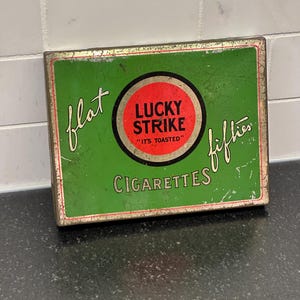 flat
LUCKY
STRIKE
"IT'S TOASTED"
fifties
CIGARETTES